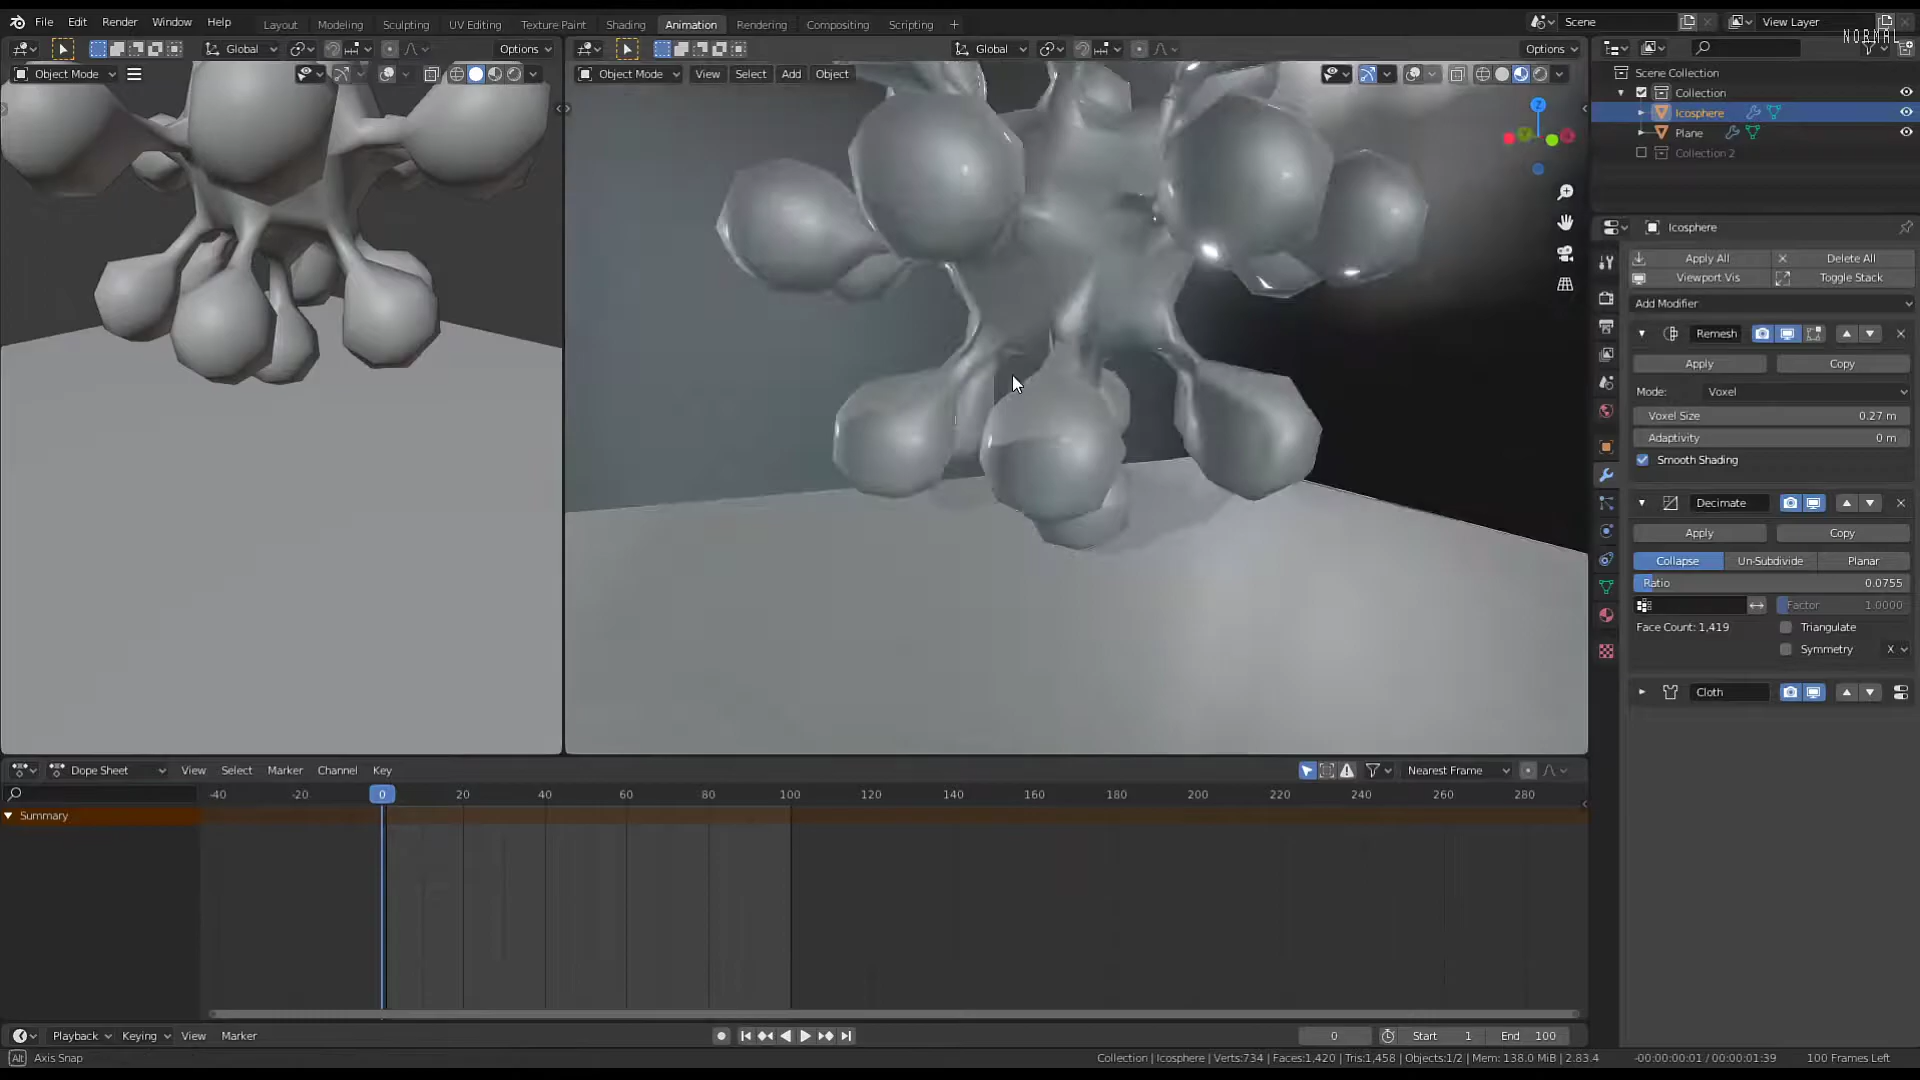 File Edit Render Window Help Layout Modeling Sculpting UV Editing Texture Paint Shading Animation Rendering Compositing Scripting + Scene View Layer
NORMAL
Global Options Global Options
Object Mode Object Mode View Select Add Object
Scene Collection
Collection
Icosphere
Plane
Collection 2
Icosphere
Apply All Delete All
Viewport Vis Toggle Stack
Add Modifier
Remesh
Apply Copy
Mode: Voxel
Voxel Size 0.27 m
Adaptivity 0 m
Smooth Shading
Decimate
Apply Copy
Collapse Un-Subdivide Planar
Ratio 0.0755
Factor 1.0000
Face Count: 1,419 Triangulate
Symmetry X
Cloth
Dope Sheet View Select Marker Channel Key Nearest Frame
-40 -20 0 20 40 60 80 100 120 140 160 180 200 220 240 260 280
Summary
Playback Keying View Marker 0 Start 1 End 100
Alt Axis Snap Collection | Icosphere | Verts:734 | Faces:1,420 | Tris:1,458 | Objects:1/2 | Mem: 138.0 MiB | 2.83.4 -00:00:00:01 / 00:00:01:39 100 Frames Left